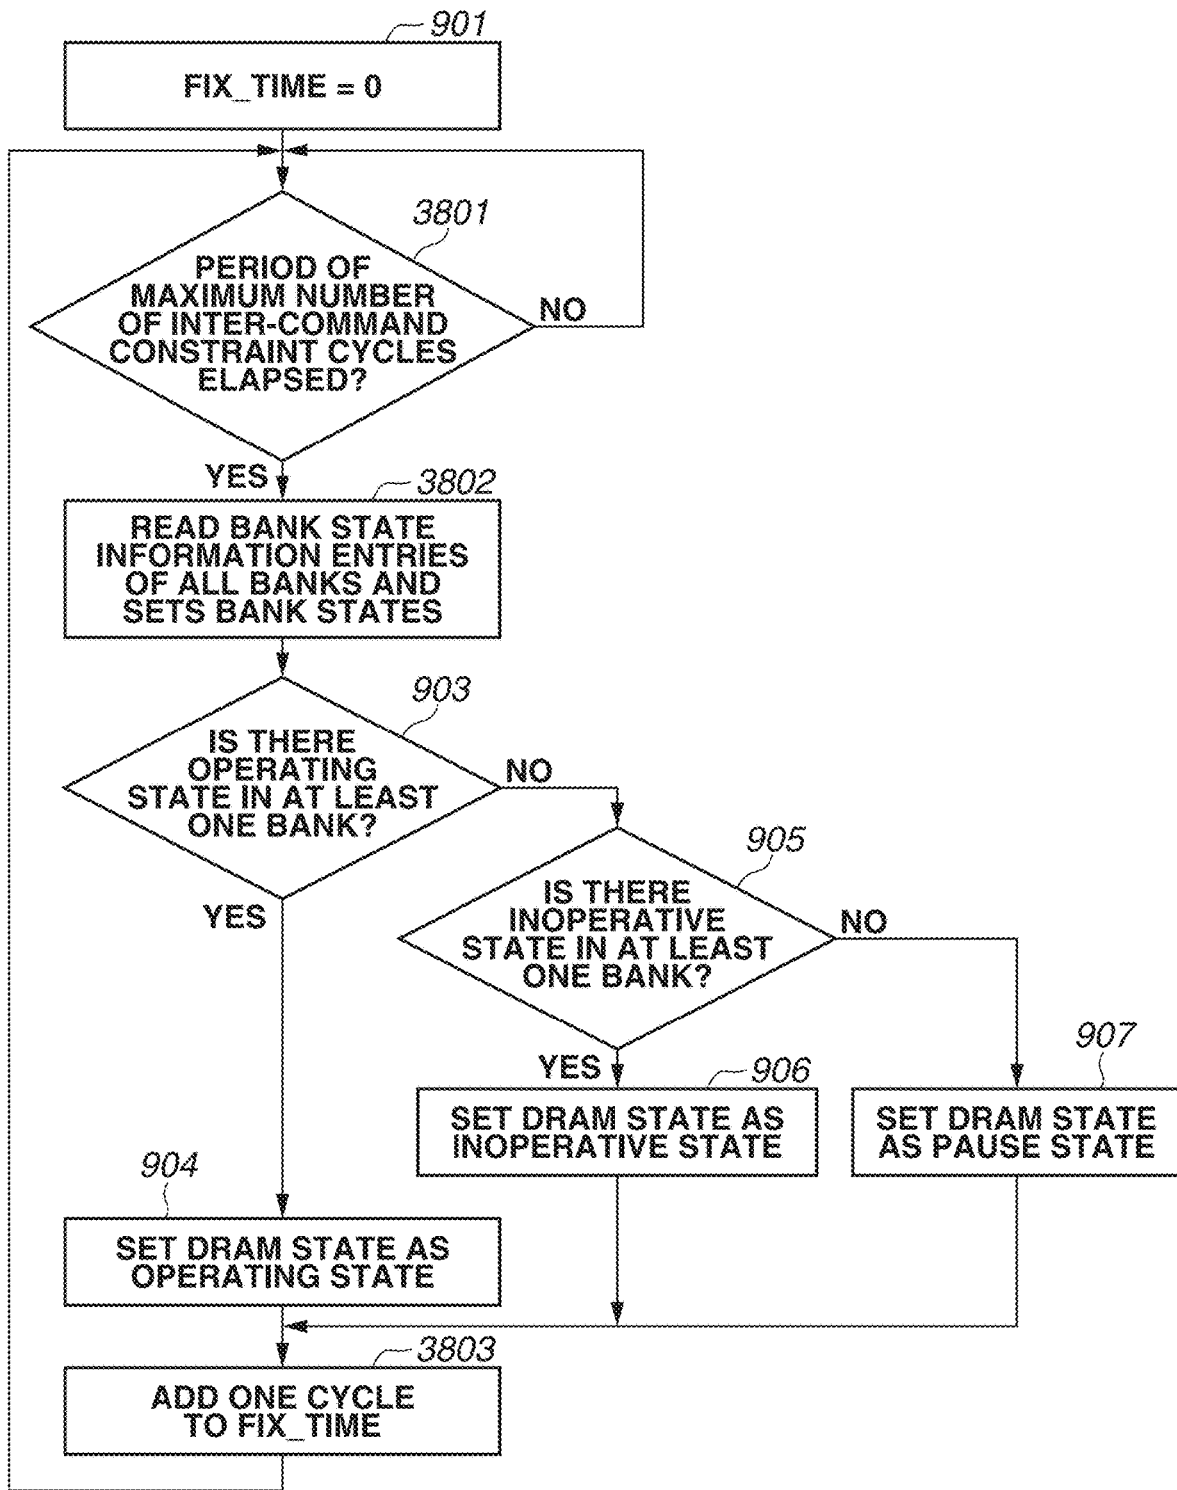 901
FIX_TIME = 0
3801
PERIOD OF
MAXIMUM NUMBER
OF INTER-COMMAND
CONSTRAINT CYCLES
ELAPSED?
NO
YES
3802
READ BANK STATE
INFORMATION ENTRIES
OF ALL BANKS AND
SETS BANK STATES
903
IS THERE
OPERATING
STATE IN AT LEAST
ONE BANK?
NO
YES
905
IS THERE
INOPERATIVE
STATE IN AT LEAST
ONE BANK?
NO
YES
906
SET DRAM STATE AS
INOPERATIVE STATE
907
SET DRAM STATE
AS PAUSE STATE
904
SET DRAM STATE AS
OPERATING STATE
3803
ADD ONE CYCLE
TO FIX_TIME